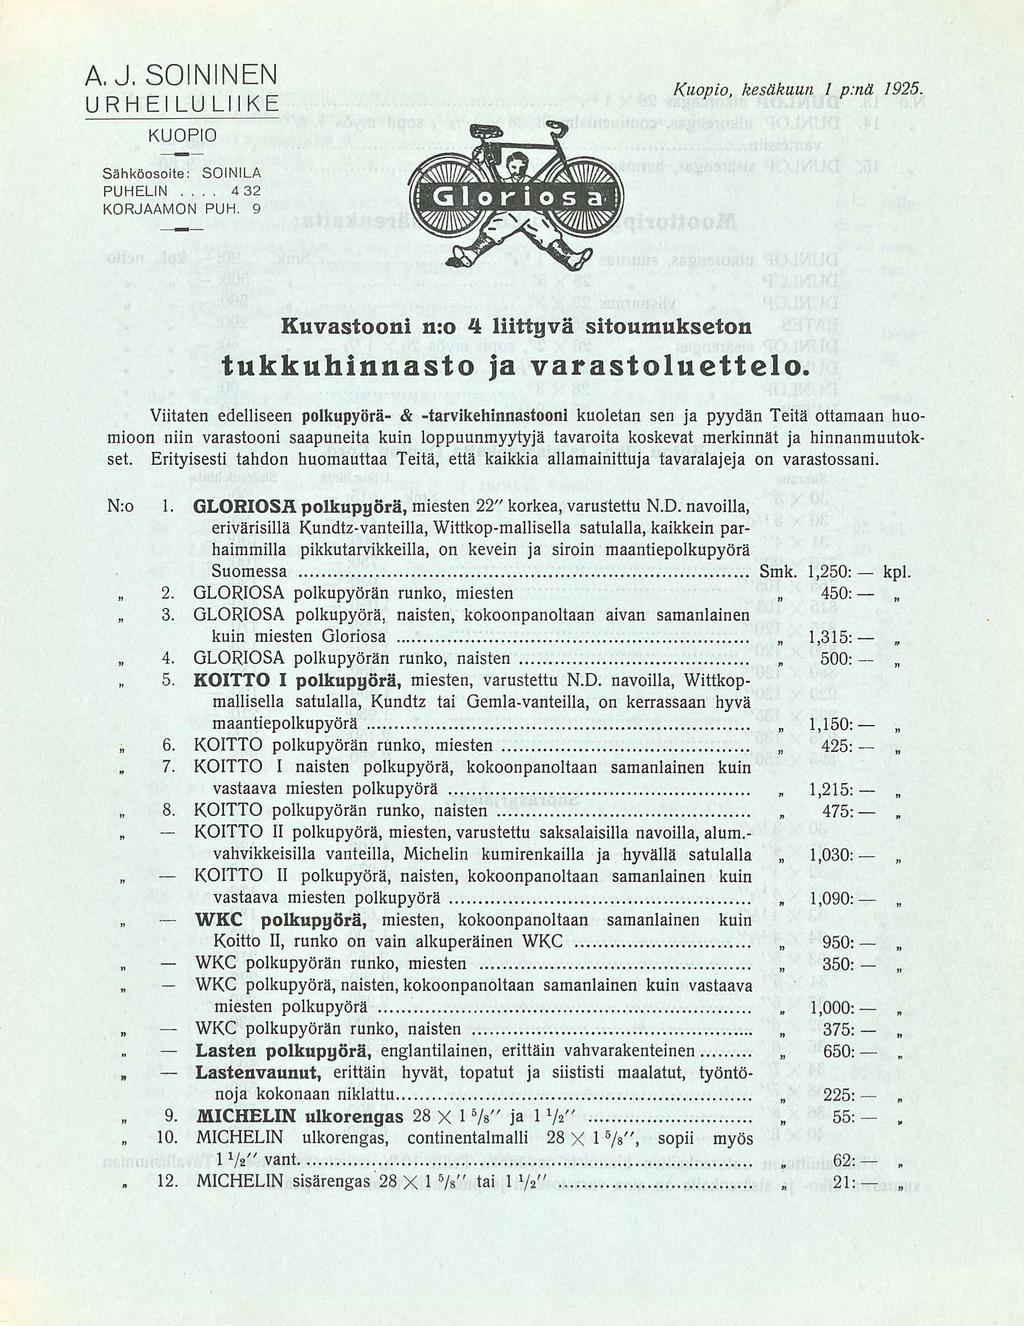 A. J. SOININEN
URHEILULIIKE
KUOPIO
Sähköosoite: SOINILA
PUHELIN .... 4 32
KORJAAMON PUH. 9
Kuopio, kesäkuun 1 p:nä 1925.
Gloriosa
Kuvastooni n:o 4 liittyvä sitoumukseton
tukkuhinnasto ja varastoluettelo.
Viitaten edelliseen polkupyörä- & -tarvikehinnastooni kuoletan sen ja pyydän Teitä ottamaan huo-
mioon niin varastooni saapuneita kuin loppuunmyytyjä tavaroita koskevat merkinnät ja hinnanmuutok-
set. Erityisesti tahdon huomauttaa Teitä, että kaikkia allamainittuja tavaralajeja on varastossani.
N:o 1. GLORIOSA polkupyörä, miesten 22" korkea, varustettu N.D. navoilla,
erivärisillä Kundtz-vanteilla, Wittkop-mallisella satulalla, kaikkein par-
haimmilla pikkutarvikkeilla, on kevein ja siroin maantiepolkupyörä
Suomessa ........ Smk. 1,250: — kpl.
„ 2. GLORIOSA polkupyörän runko, miesten „ 450: — „
„ 3. GLORIOSA polkupyörä, naisten, kokoonpanoltaan aivan samanlainen
kuin miesten Gloriosa ........ „ 1,315: — „
„ 4. GLORIOSA polkupyörän runko, naisten ........ „ 500: — „
„ 5. KOITTO I polkupyörä, miesten, varustettu N.D. navoilla, Wittkop-
mallisella satulalla, Kundtz tai Gemla-vanteilla, on kerrassaan hyvä
maantiepolkupyörä ........ „ 1,150: — „
„ 6. KOITTO polkupyörän runko, miesten ........ „ 425: — „
„ 7. KOITTO I naisten polkupyörä, kokoonpanoltaan samanlainen kuin
vastaava miesten polkupyörä ........ „ 1,215: — „
„ 8. KOITTO polkupyörän runko, naisten ........ „ 475: — „
„ — KOITTO II polkupyörä, miesten, varustettu saksalaisilla navoilla, alum.-
vahvikkeisilla vanteilla, Michelin kumirenkailla ja hyvällä satulalla „ 1,030: — „
„ — KOITTO II polkupyörä, naisten, kokoonpanoltaan samanlainen kuin
vastaava miesten polkupyörä ........ „ 1,090: — „
„ — WKC polkupyörä, miesten, kokoonpanoltaan samanlainen kuin
Koitto II, runko on vain alkuperäinen WKC ........ „ 950: — „
„ — WKC polkupyörän runko, miesten ........ „ 350: — „
„ — WKC polkupyörä, naisten, kokoonpanoltaan samanlainen kuin vastaava
miesten polkupyörä ........ „ 1,000: — „
„ — WKC polkupyörän runko, naisten ........ „ 375: — „
„ — Lasten polkupyörä, englantilainen, erittäin vahvarakenteinen ........ „ 650: — „
„ — Lastenvaunut, erittäin hyvät, topatut ja siististi maalatut, työntö-
noja kokonaan niklattu ........ „ 225: — „
„ 9. MICHELIN ulkorengas 28 × 1 5/8" ja 1 1/2" ........ „ 55: — „
„ 10. MICHELIN ulkorengas, continentalmalli 28 × 1 5/8", sopii myös
1 1/2" vant. ........ „ 62: — „
„ 12. MICHELIN sisärengas 28 × 1 5/8" tai 1 1/2" ........ „ 21: — „